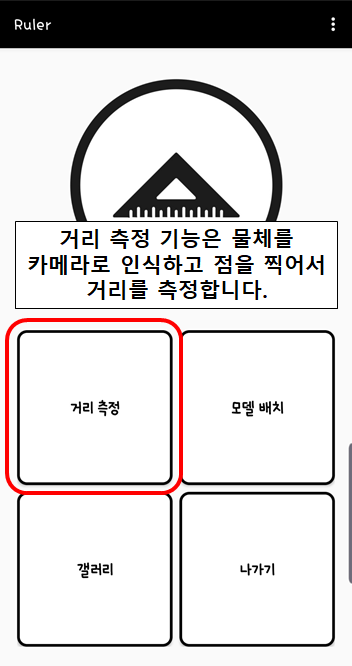 Ruler
거리 측정 기능은 물체를
카메라로 인식하고 점을 찍어서
거리를 측정합니다.
거리 측정
모델 배치
갤러리
나가기